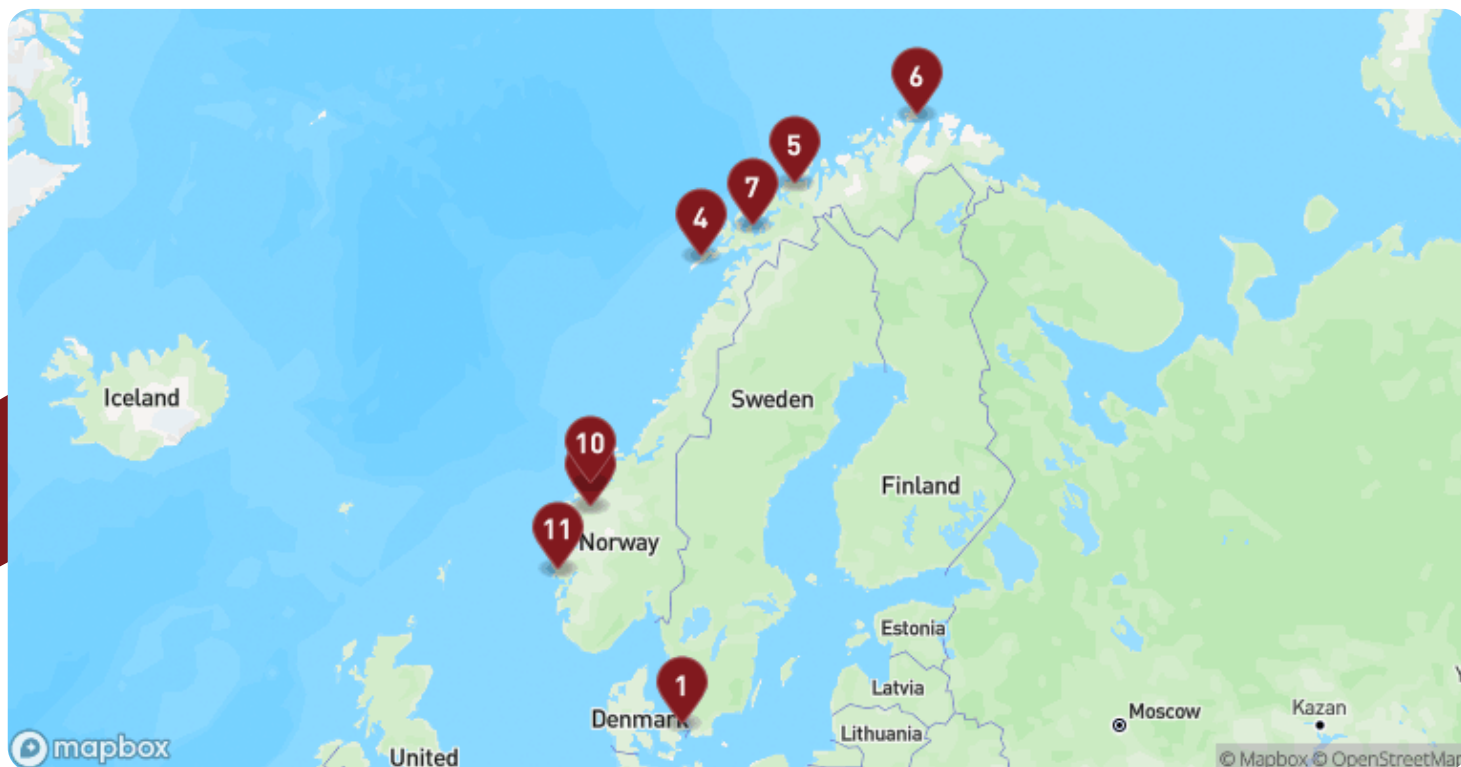 6
5
7
4
Iceland
Sweden
10
Finland
11
Norway
Estonia
1
Latvia
Denmark
Moscow
Kazan
Lithuania
United
mapbox
© Mapbox © OpenStreetMap